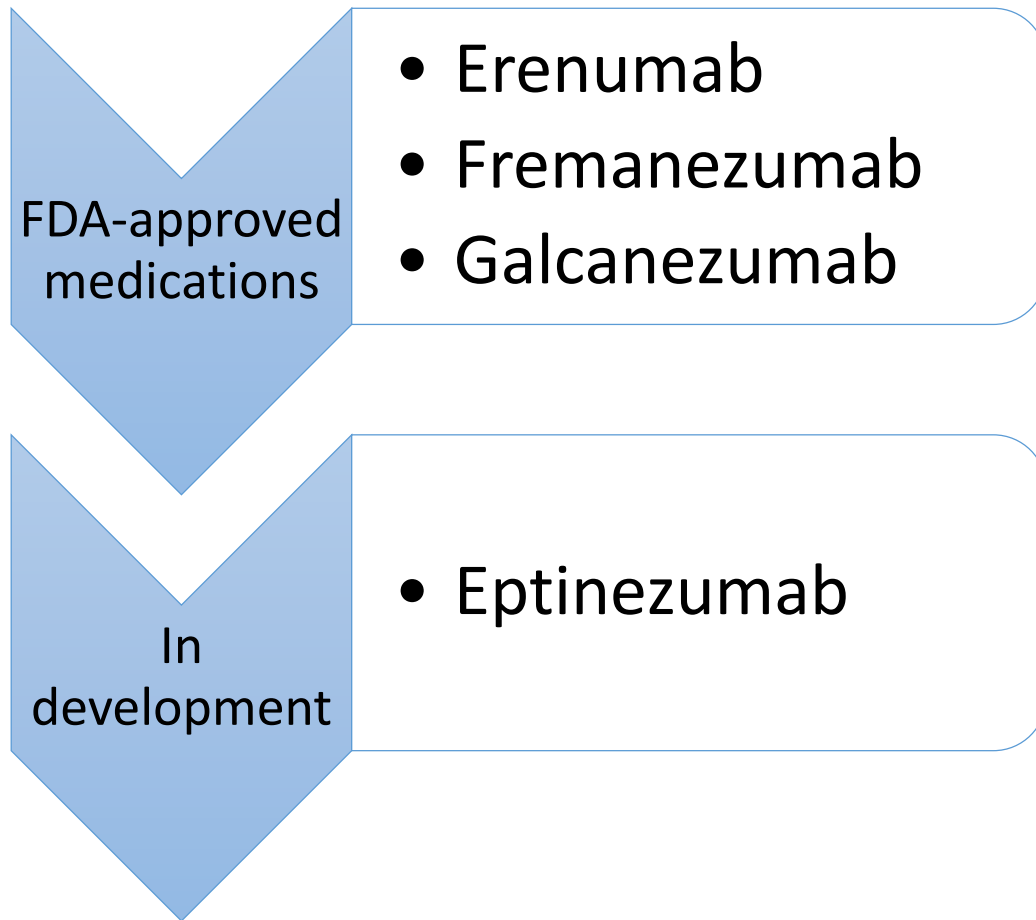 FDA-approved
medications
• Erenumab
• Fremanezumab
• Galcanezumab
In
development
• Eptinezumab